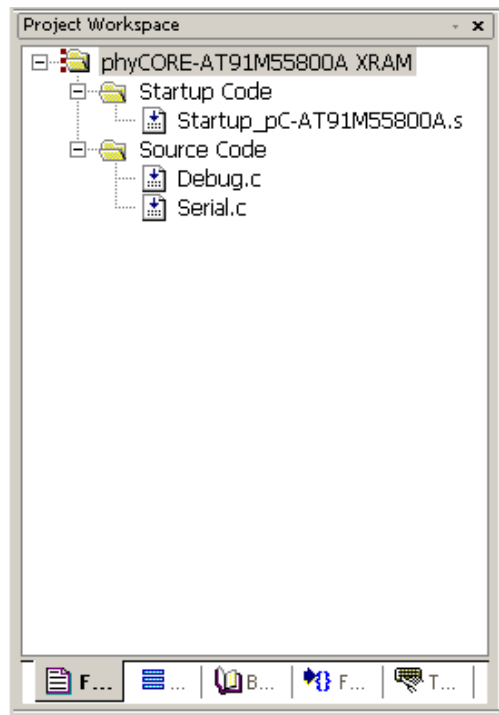 Project Workspace
phyCORE-AT91M55800A XRAM
Startup Code
Startup_pC-AT91M55800A.s
Source Code
Debug.c
Serial.c
F... ... B... F... T...